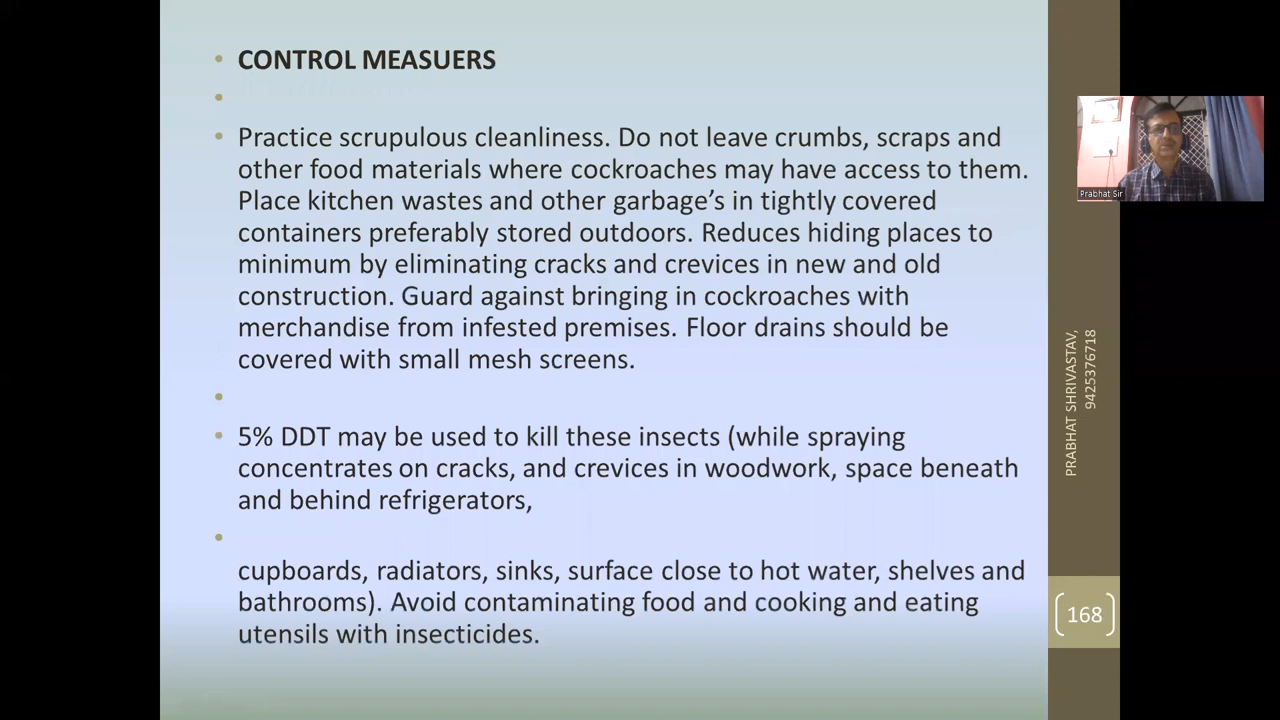 CONTROL MEASUERS
Practice scrupulous cleanliness. Do not leave crumbs, scraps and
other food materials where cockroaches may have access to them.
Place kitchen wastes and other garbage’s in tightly covered
containers preferably stored outdoors. Reduces hiding places to
minimum by eliminating cracks and crevices in new and old
construction. Guard against bringing in cockroaches with
merchandise from infested premises. Floor drains should be
covered with small mesh screens.
5% DDT may be used to kill these insects (while spraying
concentrates on cracks, and crevices in woodwork, space beneath
and behind refrigerators,
cupboards, radiators, sinks, surface close to hot water, shelves and
bathrooms). Avoid contaminating food and cooking and eating
utensils with insecticides.
PRABHAT SHRIVASTAV,
9425376718
168
Prabhat Sir